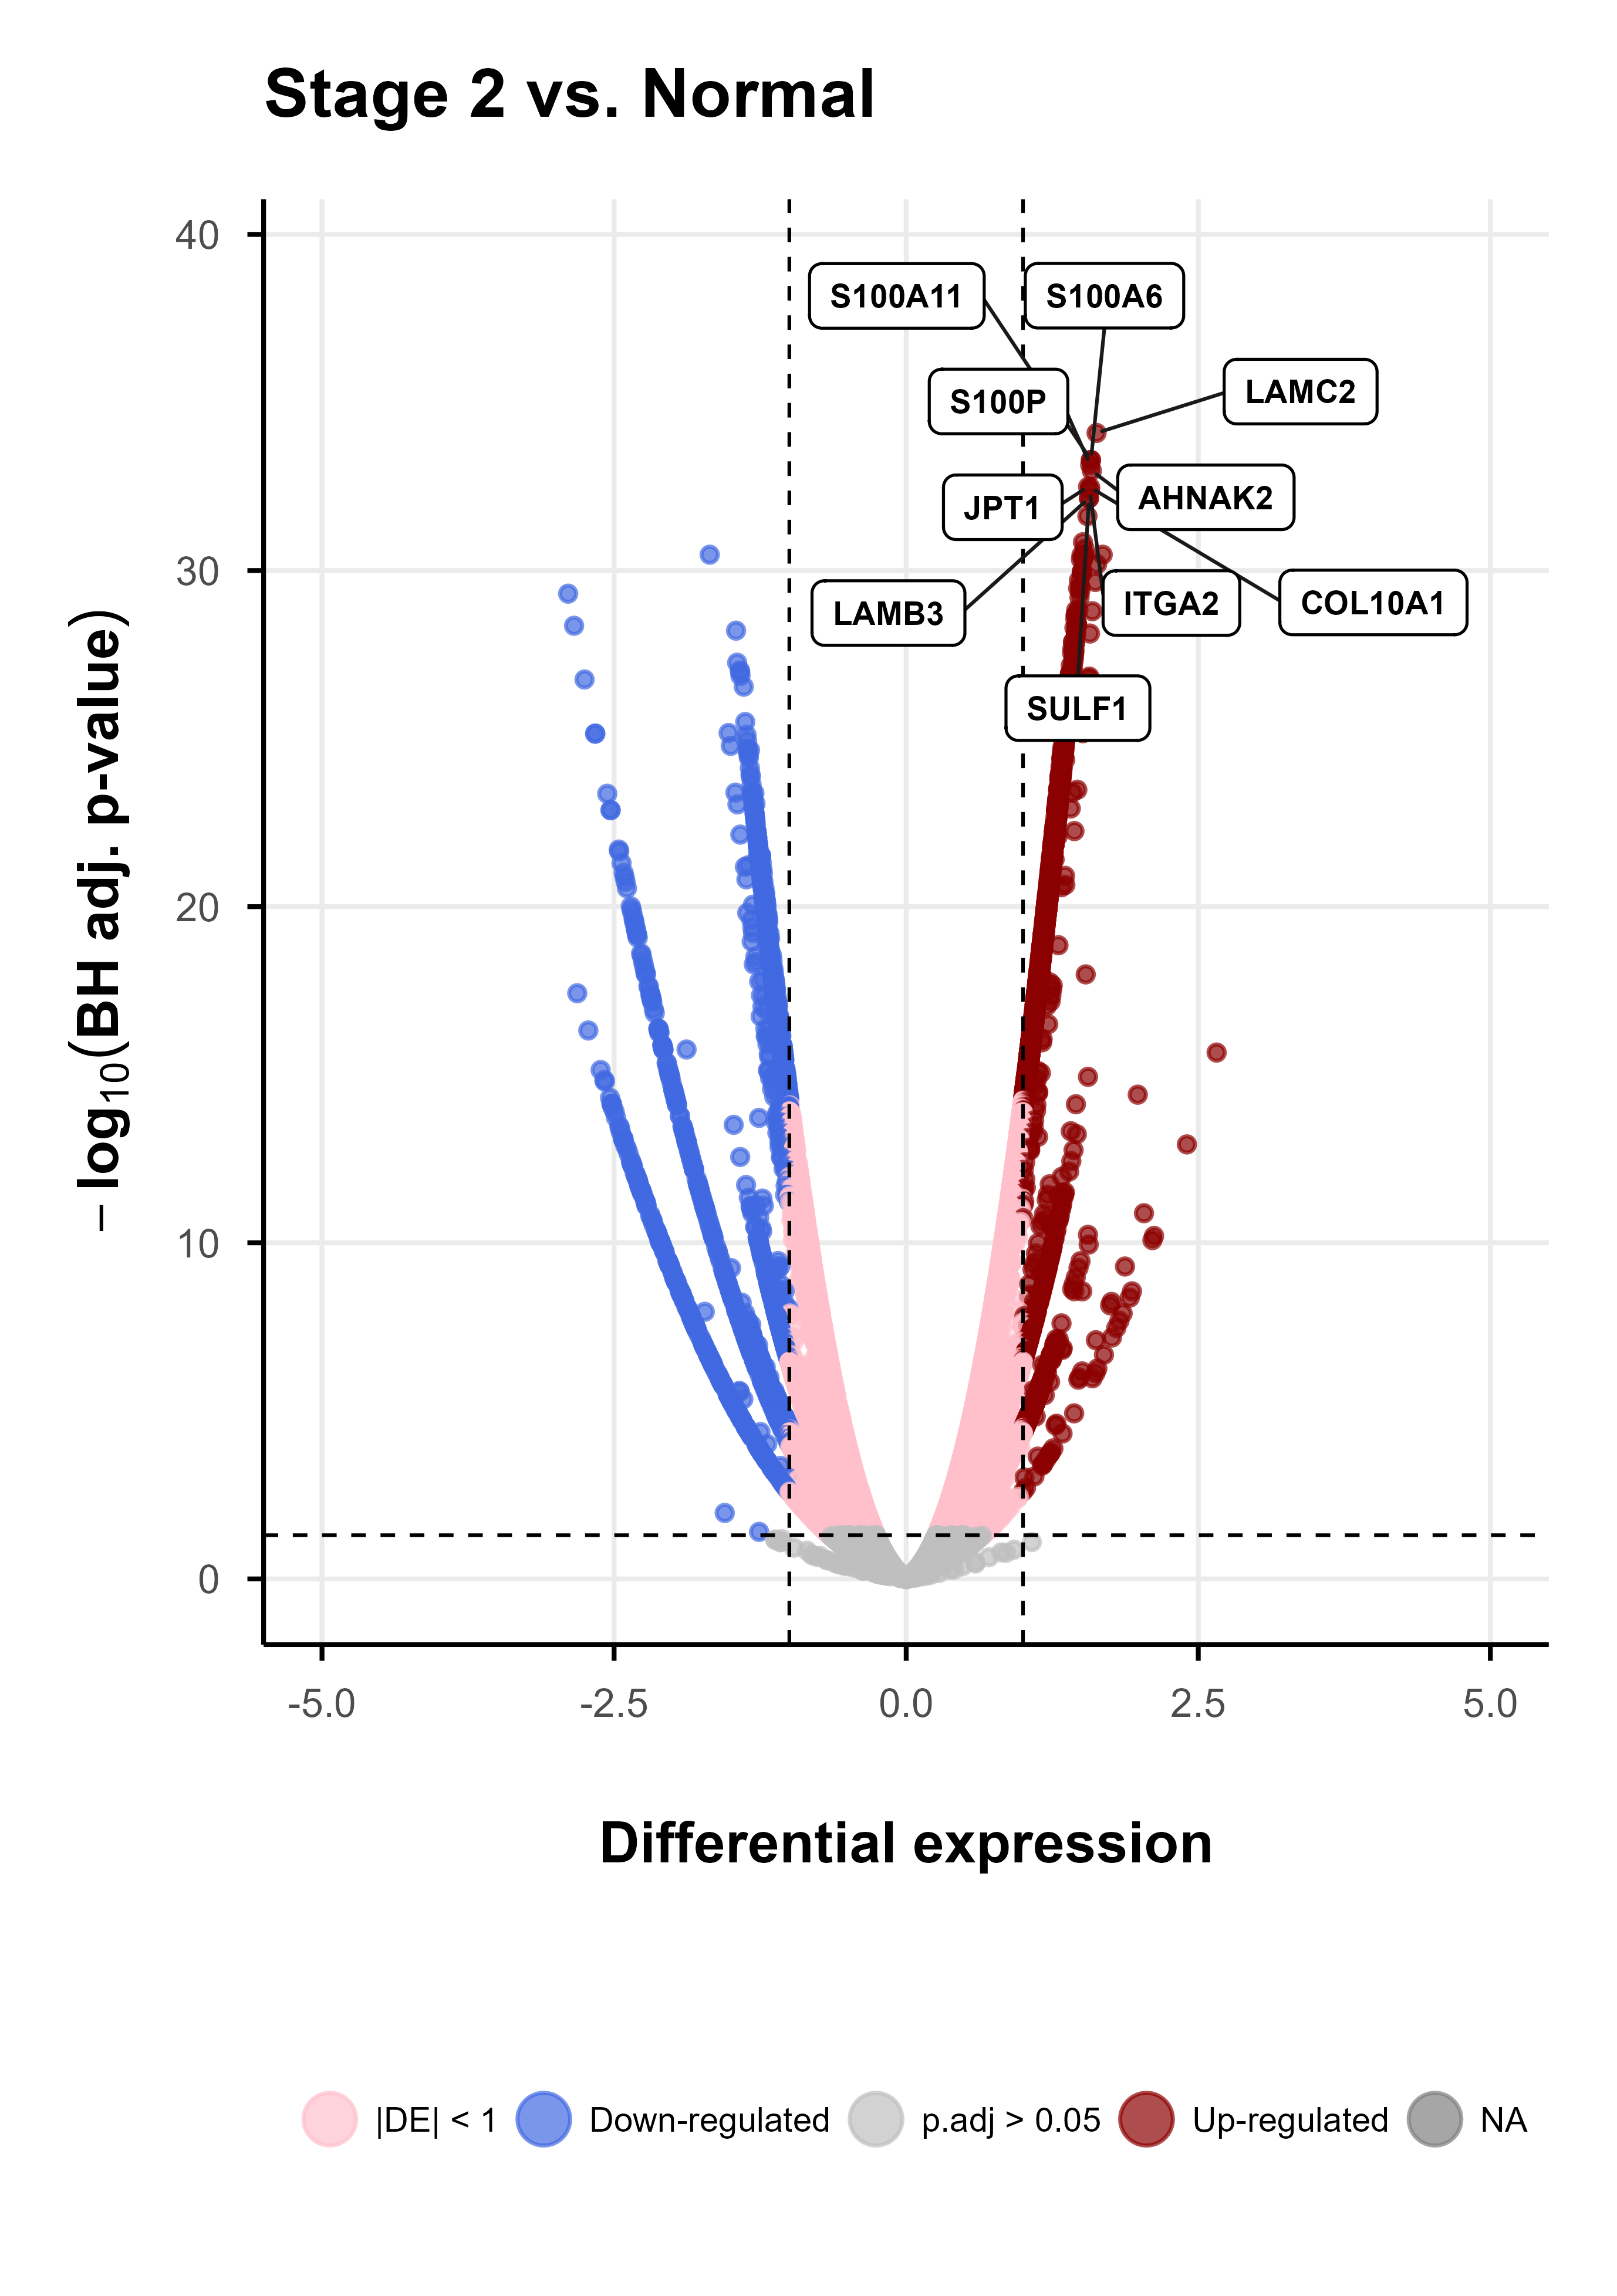 Stage 2 vs. Normal
40
30
20
10
0
− log10(BH adj. p-value)
S100A11
S100A6
LAMC2
S100P
AHNAK2
JPT1
ITGA2
COL10A1
LAMB3
SULF1
-5.0
-2.5
0.0
2.5
5.0
Differential expression
|DE| < 1
Down-regulated
p.adj > 0.05
Up-regulated
NA